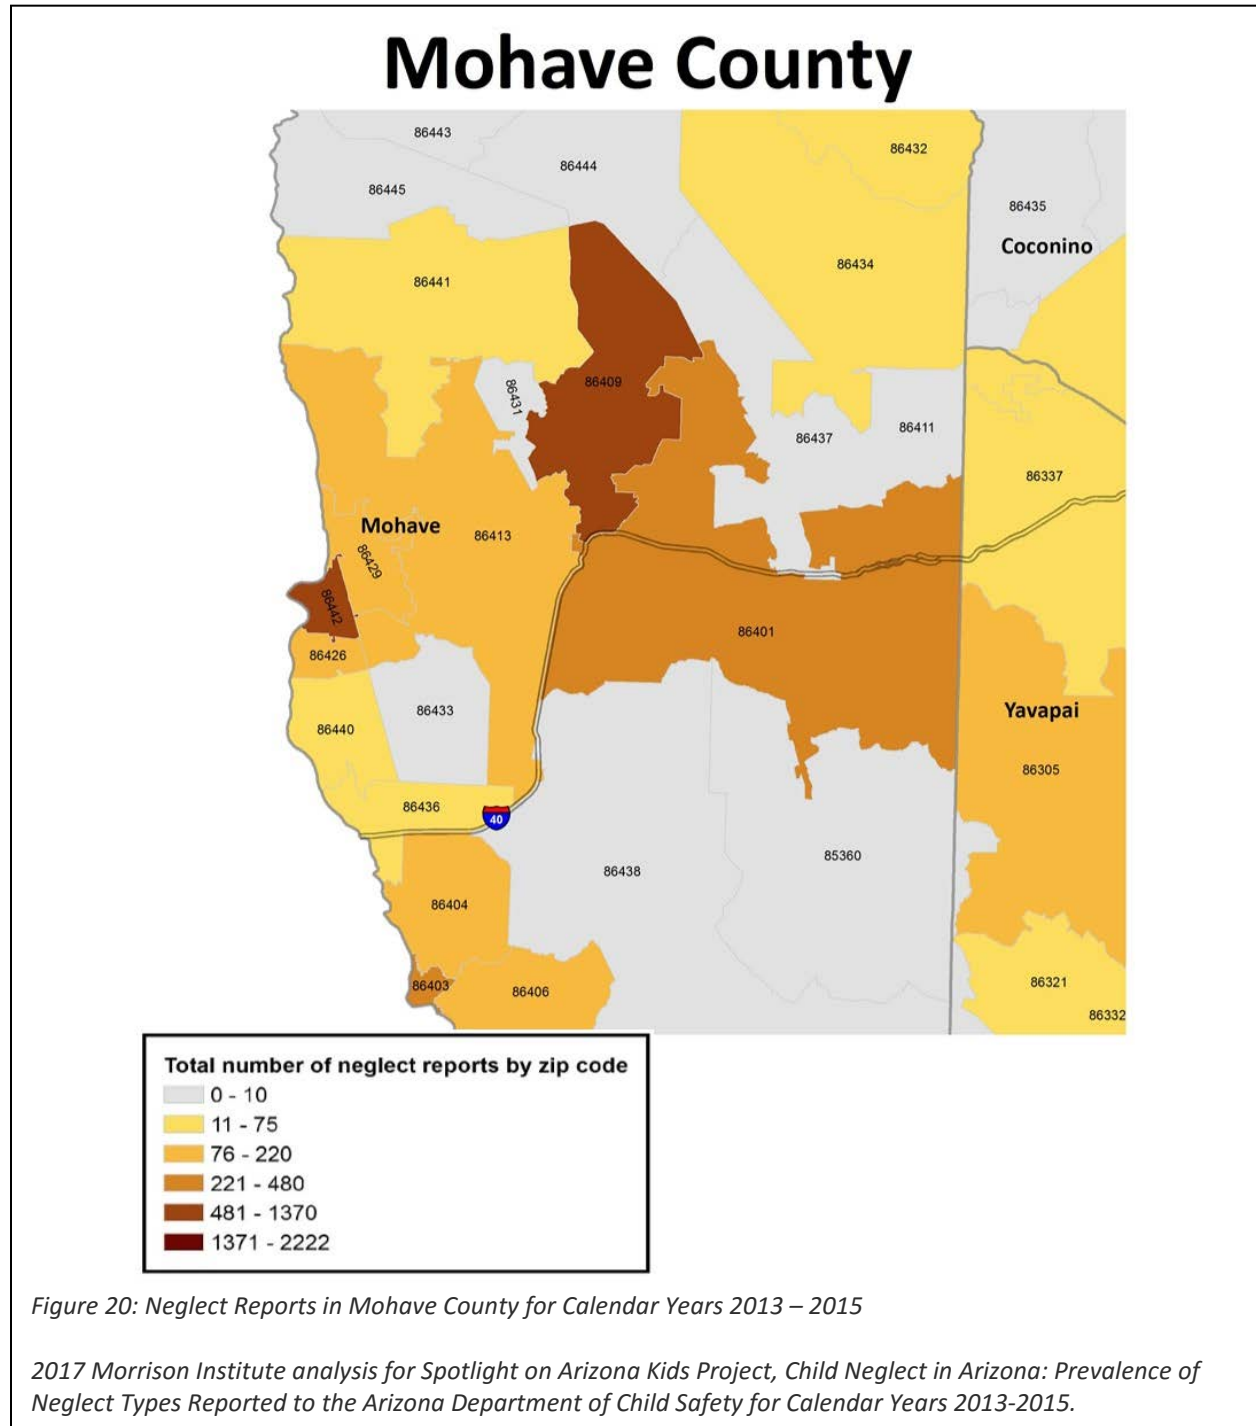 Mohave County
86443
86432
86444
86445
86435
Coconino
86434
86441
86409
86431
86411
86437
86337
Mohave
86413
86429
86442
86401
86426
86433
Yavapai
86440
86305
86436
40
85360
86438
86404
86321
86403
86406
86332
Total number of neglect reports by zip code
0 - 10
11 - 75
76 - 220
221 - 480
481 - 1370
1371 - 2222
Figure 20: Neglect Reports in Mohave County for Calendar Years 2013 – 2015
2017 Morrison Institute analysis for Spotlight on Arizona Kids Project, Child Neglect in Arizona: Prevalence of
Neglect Types Reported to the Arizona Department of Child Safety for Calendar Years 2013-2015.